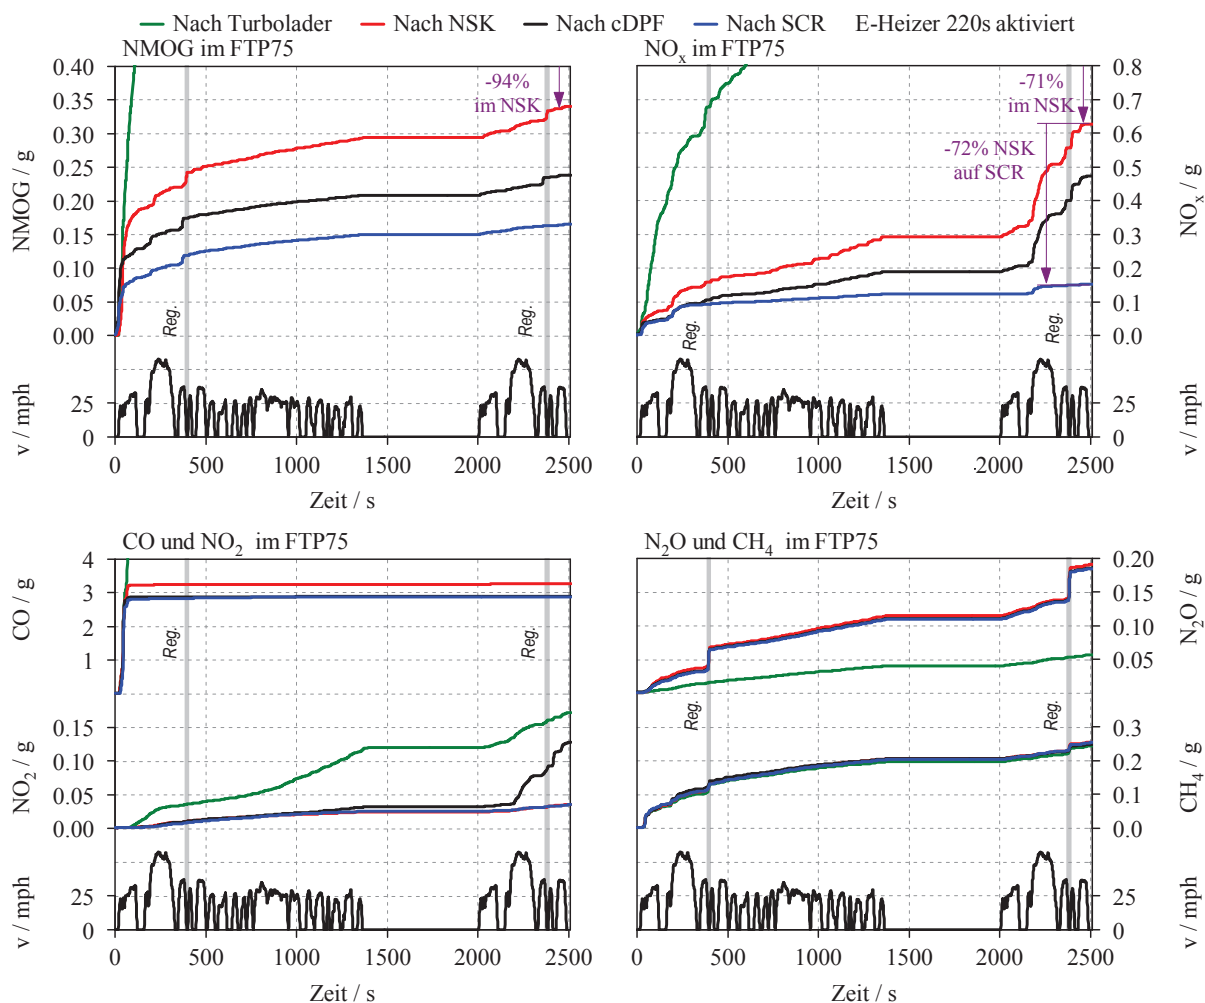 Nach Turbolader Nach NSK Nach cDPF Nach SCR E-Heizer 220s aktiviert
NMOG im FTP75
NMOG / g
0.40
0.35
0.30
0.25
0.20
0.15
0.10
0.05
0.00
-94%
im NSK
Reg.
Reg.
v / mph
25
0
0 500 1000 1500 2000 2500
Zeit / s
NOx im FTP75
NOx / g
0.8
0.7
0.6
0.5
0.4
0.3
0.2
0.1
0.0
-71%
im NSK
-72% NSK
auf SCR
Reg.
Reg.
25
0
v / mph
0 500 1000 1500 2000 2500
Zeit / s
CO und NO2 im FTP75
CO / g
4
3
2
1
Reg.
Reg.
NO2 / g
0.15
0.10
0.05
0.00
v / mph
25
0
0 500 1000 1500 2000 2500
Zeit / s
N2O und CH4 im FTP75
N2O / g
0.20
0.15
0.10
0.05
Reg.
Reg.
CH4 / g
0.3
0.2
0.1
0.0
25
0
v / mph
0 500 1000 1500 2000 2500
Zeit / s